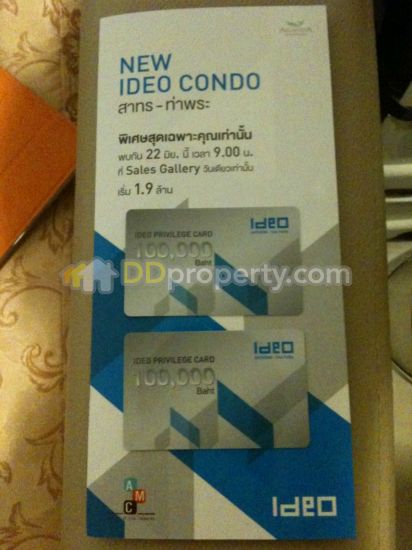 NEW
IDEO CONDO
สาทร - ท่าพระ
พิเศษสุดเฉพาะคุณเท่านั้น
พบกัน 22 มิย. นี้ เวลา 9.00 น.
ที่ Sales Gallery วันเดียวเท่านั้น
เริ่ม 1.9 ล้าน
IDEO PRIVILEGE CARD
100,000
Baht
Ideo
DDproperty.com
IDEO PRIVILEGE CARD
100,000
Baht
Ideo
AMC
Ideo